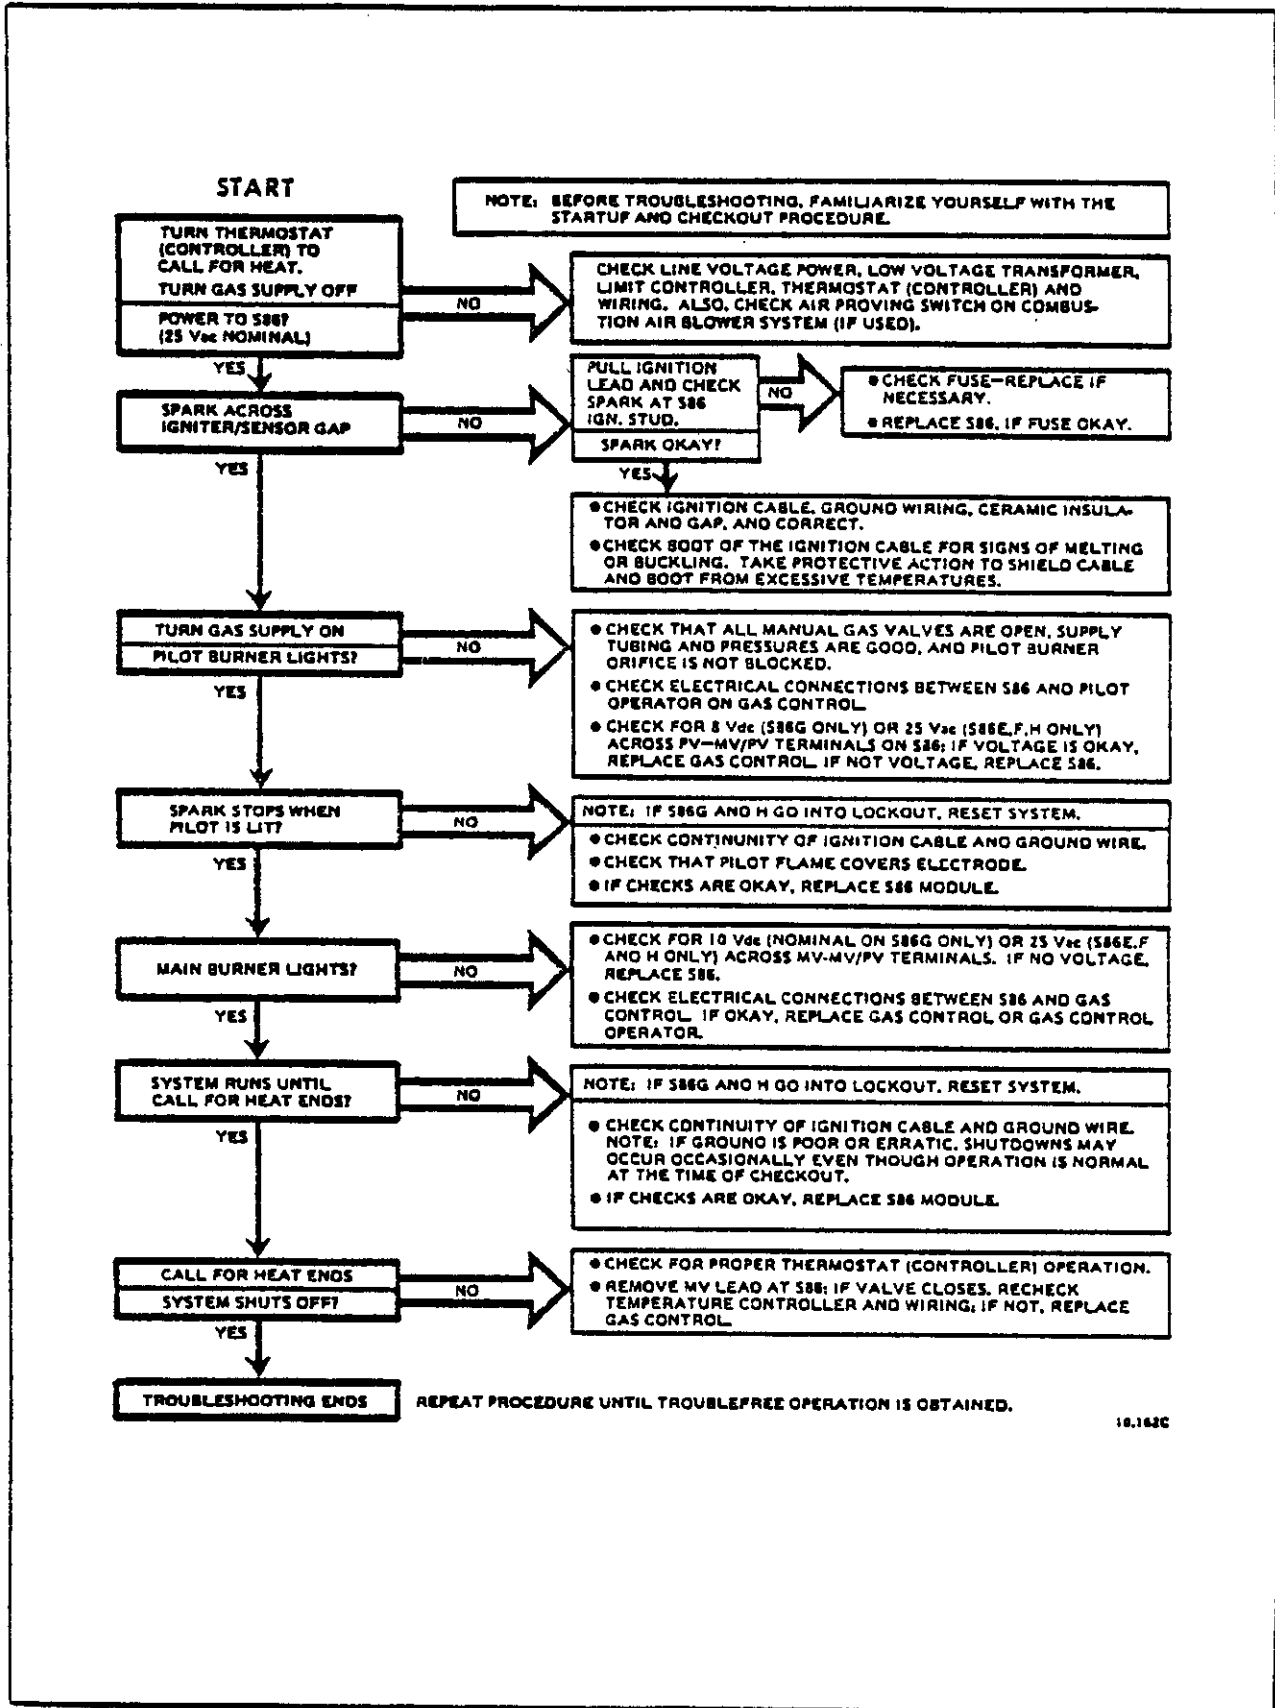 START
NOTE: BEFORE TROUBLESHOOTING, FAMILIARIZE YOURSELF WITH THE
STARTUP AND CHECKOUT PROCEDURE.
TURN THERMOSTAT
(CONTROLLER) TO
CALL FOR HEAT.
TURN GAS SUPPLY OFF
POWER TO S86?
(25 Vac NOMINAL)
NO
CHECK LINE VOLTAGE POWER, LOW VOLTAGE TRANSFORMER,
LIMIT CONTROLLER, THERMOSTAT (CONTROLLER) AND
WIRING. ALSO, CHECK AIR PROVING SWITCH ON COMBUS-
TION AIR BLOWER SYSTEM (IF USED).
YES
SPARK ACROSS
IGNITER/SENSOR GAP
NO
PULL IGNITION
LEAD AND CHECK
SPARK AT S86
IGN. STUD.
SPARK OKAY?
NO
● CHECK FUSE—REPLACE IF
NECESSARY.
● REPLACE S86, IF FUSE OKAY.
YES
YES
● CHECK IGNITION CABLE, GROUND WIRING, CERAMIC INSULA-
TOR AND GAP, AND CORRECT.
● CHECK BOOT OF THE IGNITION CABLE FOR SIGNS OF MELTING
OR BUCKLING. TAKE PROTECTIVE ACTION TO SHIELD CABLE
AND BOOT FROM EXCESSIVE TEMPERATURES.
TURN GAS SUPPLY ON
PILOT BURNER LIGHTS?
NO
● CHECK THAT ALL MANUAL GAS VALVES ARE OPEN, SUPPLY
TUBING AND PRESSURES ARE GOOD, AND PILOT BURNER
ORIFICE IS NOT BLOCKED.
● CHECK ELECTRICAL CONNECTIONS BETWEEN S86 AND PILOT
OPERATOR ON GAS CONTROL.
● CHECK FOR 8 Vdc (S86G ONLY) OR 25 Vac (S86E,F,H ONLY)
ACROSS PV—MV/PV TERMINALS ON S86; IF VOLTAGE IS OKAY,
REPLACE GAS CONTROL. IF NOT VOLTAGE, REPLACE S86.
YES
SPARK STOPS WHEN
PILOT IS LIT?
NO
NOTE: IF S86G AND H GO INTO LOCKOUT, RESET SYSTEM.
● CHECK CONTINUNITY OF IGNITION CABLE AND GROUND WIRE.
● CHECK THAT PILOT FLAME COVERS ELECTRODE.
● IF CHECKS ARE OKAY, REPLACE S86 MODULE.
YES
MAIN BURNER LIGHTS?
NO
● CHECK FOR 10 Vdc (NOMINAL ON S86G ONLY) OR 25 Vac (S86E,F
AND H ONLY) ACROSS MV-MV/PV TERMINALS. IF NO VOLTAGE,
REPLACE S86.
● CHECK ELECTRICAL CONNECTIONS BETWEEN S86 AND GAS
CONTROL. IF OKAY, REPLACE GAS CONTROL OR GAS CONTROL
OPERATOR.
YES
SYSTEM RUNS UNTIL
CALL FOR HEAT ENDS?
NO
NOTE: IF S86G AND H GO INTO LOCKOUT, RESET SYSTEM.
● CHECK CONTINUITY OF IGNITION CABLE AND GROUND WIRE.
NOTE: IF GROUND IS POOR OR ERRATIC, SHUTDOWNS MAY
OCCUR OCCASIONALLY EVEN THOUGH OPERATION IS NORMAL
AT THE TIME OF CHECKOUT.
● IF CHECKS ARE OKAY, REPLACE S86 MODULE.
YES
CALL FOR HEAT ENDS
SYSTEM SHUTS OFF?
NO
● CHECK FOR PROPER THERMOSTAT (CONTROLLER) OPERATION.
● REMOVE MV LEAD AT S86; IF VALVE CLOSES, RECHECK
TEMPERATURE CONTROLLER AND WIRING; IF NOT, REPLACE
GAS CONTROL.
YES
TROUBLESHOOTING ENDS
REPEAT PROCEDURE UNTIL TROUBLEFREE OPERATION IS OBTAINED.
10,162C